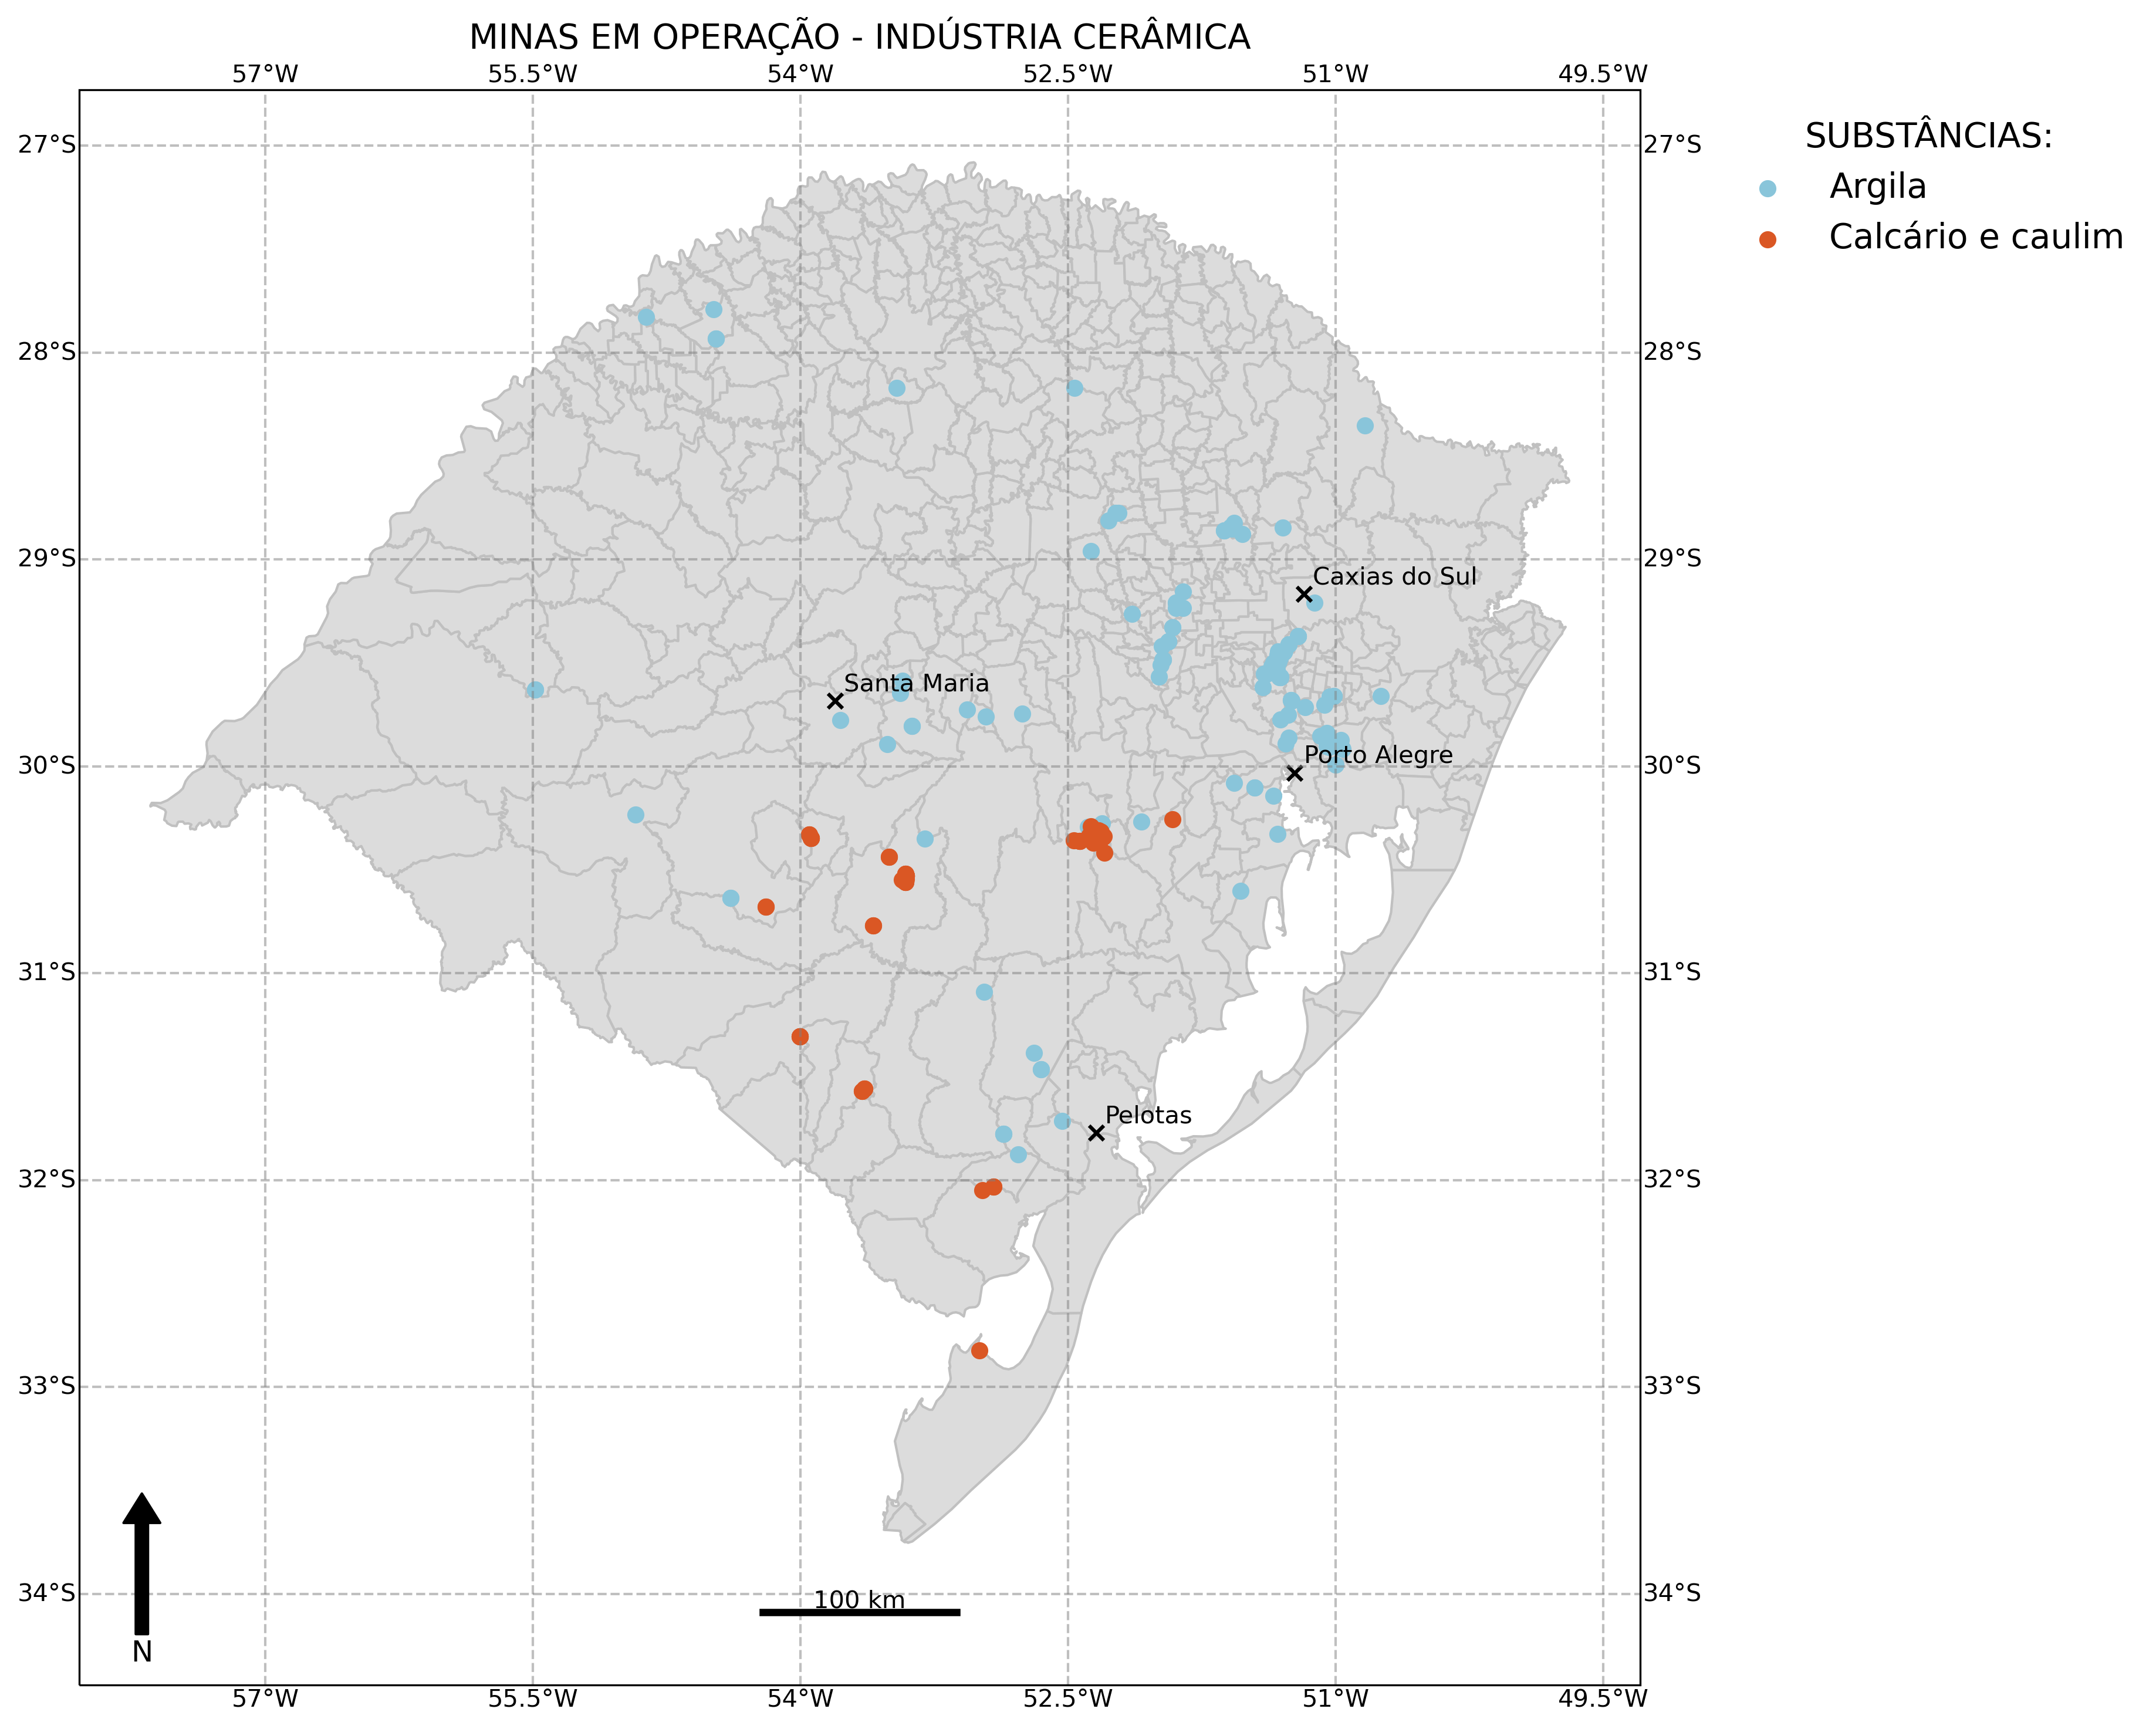 MINAS EM OPERAÇÃO - INDÚSTRIA CERÂMICA
57°W 55.5°W 54°W 52.5°W 51°W 49.5°W
SUBSTÂNCIAS:
Argila
Calcário e caulim
27°S 27°S
28°S 28°S
29°S 29°S
Caxias do Sul
Santa Maria
Porto Alegre
30°S 30°S
31°S 31°S
Pelotas
32°S 32°S
33°S 33°S
34°S 34°S
100 km
N
57°W 55.5°W 54°W 52.5°W 51°W 49.5°W